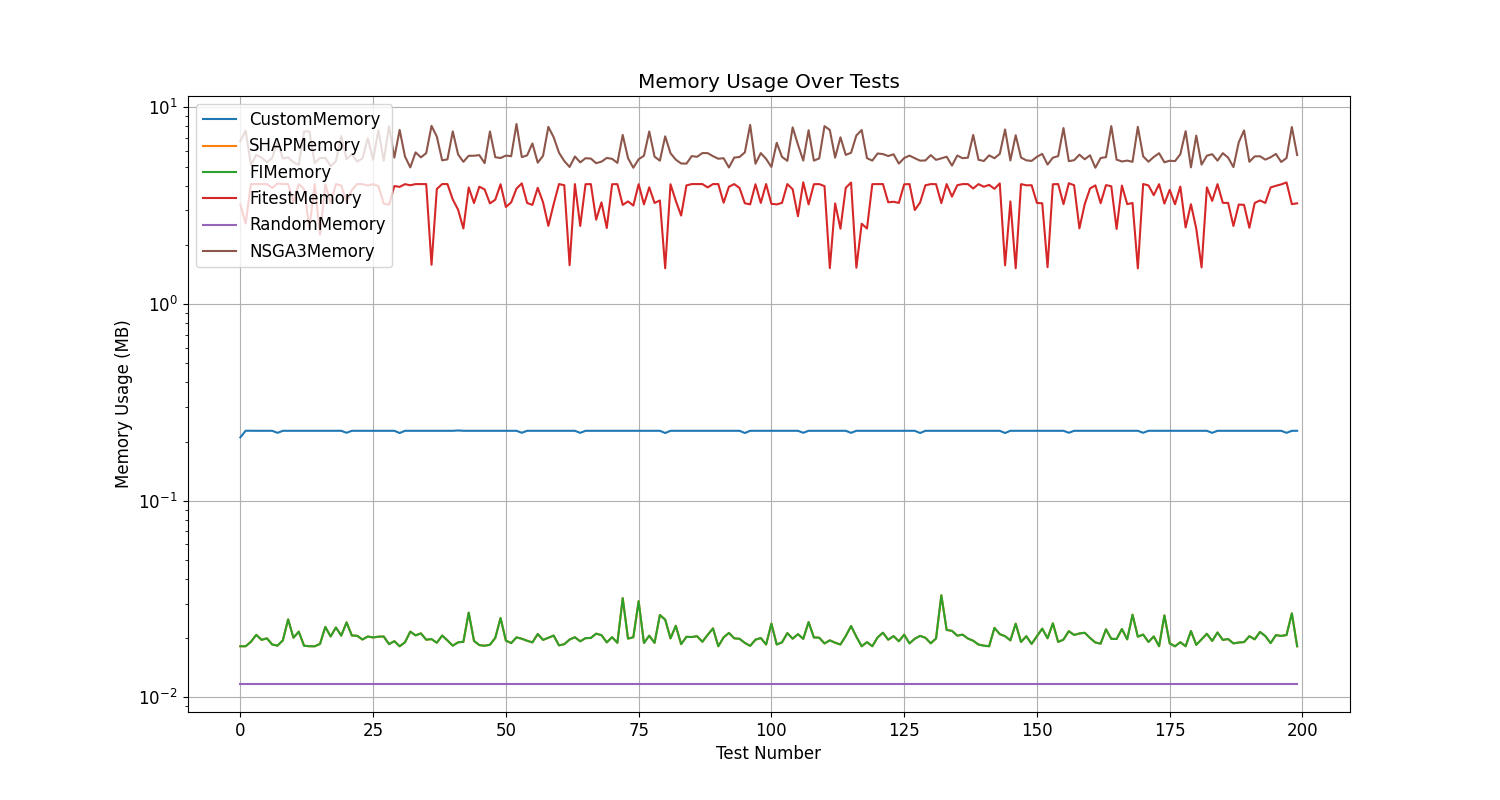 Memory Usage Over Tests
CustomMemory
SHAPMemory
FIMemory
FitestMemory
RandomMemory
NSGA3Memory
Memory Usage (MB)
10¹
10⁰
10⁻¹
10⁻²
0 25 50 75 100 125 150 175 200
Test Number